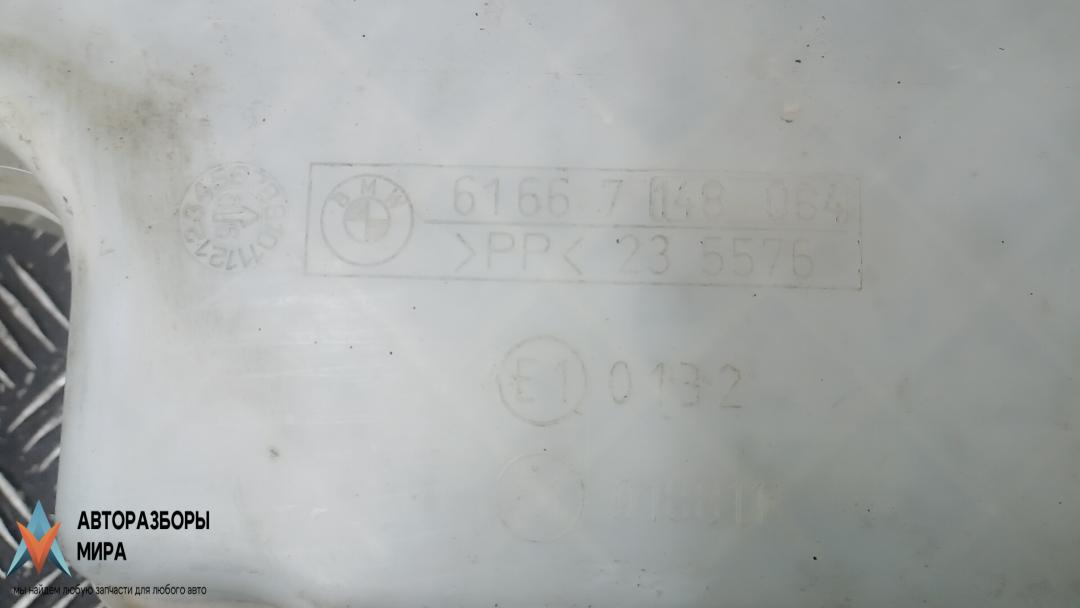 BMW
6166 7 048 064
>PP< 23 5576
E1 0132
АВТОРАЗБОРЫ
МИРА
мы найдем любую запчасти для любого авто